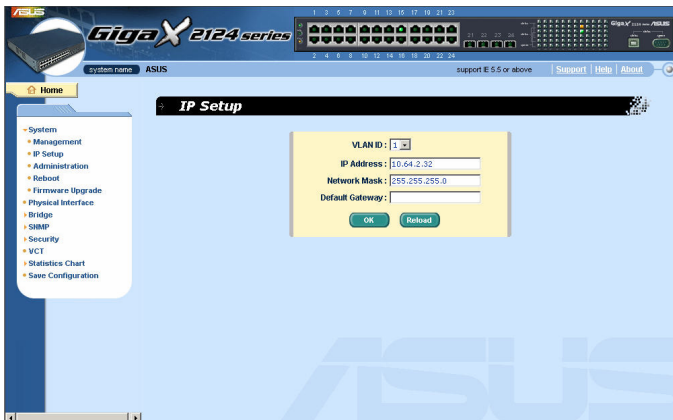 ASUS
GigaX 2124 series
1 3 5 7 9 11 13 15 17 19 21 23
2 4 6 8 10 12 14 16 18 20 22 24
21 22 23 24
GigaX
system name ASUS
support IE 5.5 or above
Support | Help | About
Home
IP Setup
System
Management
IP Setup
Administration
Reboot
Firmware Upgrade
Physical Interface
Bridge
SNMP
Security
VCT
Statistics Chart
Save Configuration
VLAN ID : 1
IP Address : 10.64.2.32
Network Mask : 255.255.255.0
Default Gateway :
OK Reload
ASUS